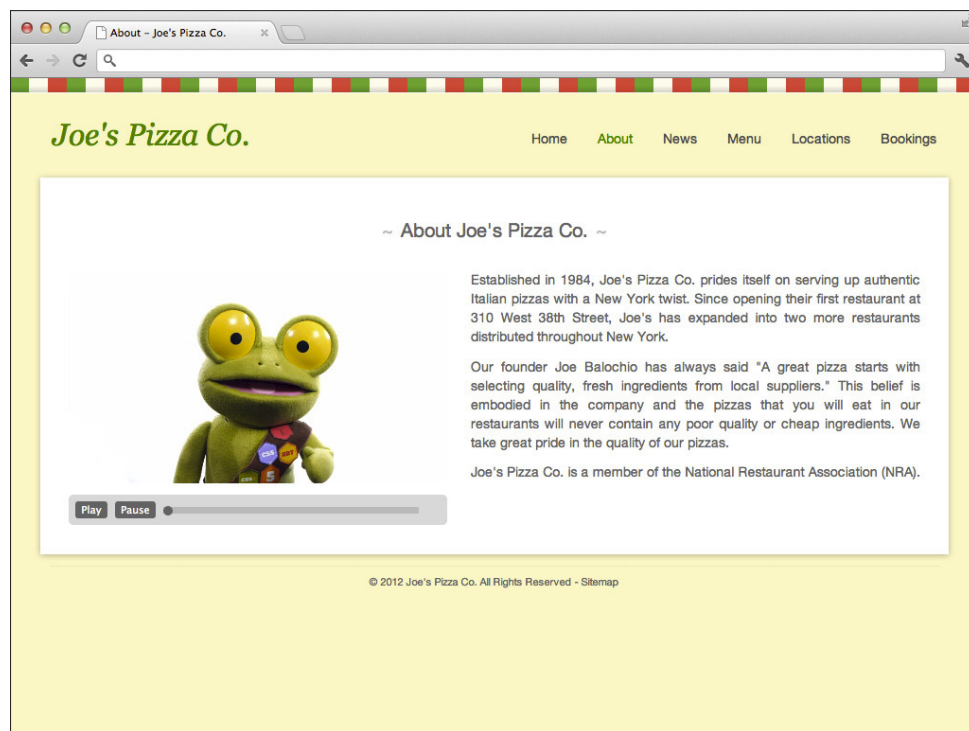 About – Joe's Pizza Co.
Joe's Pizza Co.
Home About News Menu Locations Bookings
~ About Joe's Pizza Co. ~
Established in 1984, Joe's Pizza Co. prides itself on serving up authentic
Italian pizzas with a New York twist. Since opening their first restaurant at
310 West 38th Street, Joe's has expanded into two more restaurants
distributed throughout New York.
Our founder Joe Balochio has always said "A great pizza starts with
selecting quality, fresh ingredients from local suppliers." This belief is
embodied in the company and the pizzas that you will eat in our
restaurants will never contain any poor quality or cheap ingredients. We
take great pride in the quality of our pizzas.
Joe's Pizza Co. is a member of the National Restaurant Association (NRA).
CSS
CSS 5
Play Pause
© 2012 Joe's Pizza Co. All Rights Reserved - Sitemap